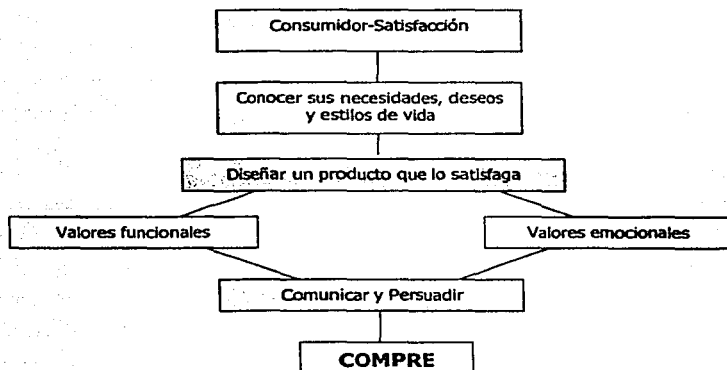 Consumidor-Satisfacción
Conocer sus necesidades, deseos
y estilos de vida
Diseñar un producto que lo satisfaga
Valores funcionales
Valores emocionales
Comunicar y Persuadir
COMPRE